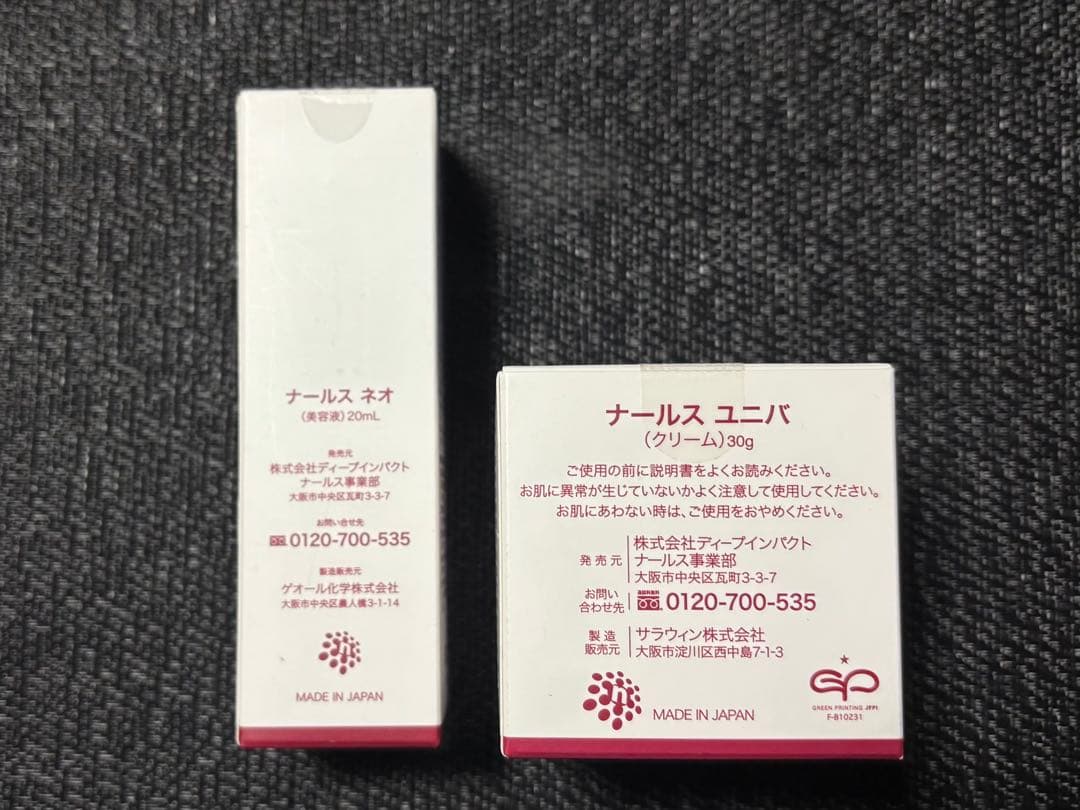 ナールス ネオ
(美容液)20mL
発売元
株式会社ディープインパクト
ナールス事業部
大阪市中央区瓦町3-3-7
お問い合せ先
0120-700-535
製造販売元
ゲオール化学株式会社
大阪市中央区農人橋3-1-14
MADE IN JAPAN
ナールス ユニバ
(クリーム)30g
ご使用の前に説明書をよくお読みください。
お肌に異常が生じていないかよく注意して使用してください。
お肌にあわない時は、ご使用をおやめください。
発売元
株式会社ディープインパクト
ナールス事業部
大阪市中央区瓦町3-3-7
お問い
合わせ先
0120-700-535
製造
販売元
サラウィン株式会社
大阪市淀川区西中島7-1-3
MADE IN JAPAN
GREEN PRINTING JFPI
F-B10231